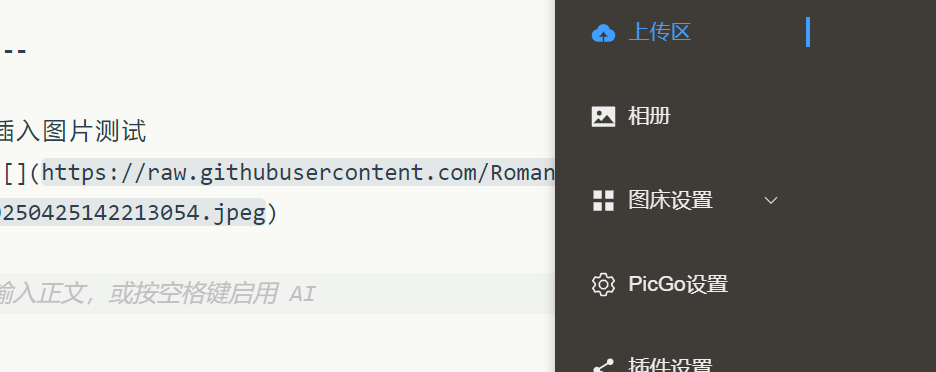 --
插入图片测试
[](https://raw.githubusercontent.com/Roman
0250425142213054.jpeg)
输入正文，或按空格键启用 AI
上传区
相册
图床设置
PicGo设置
插件设置